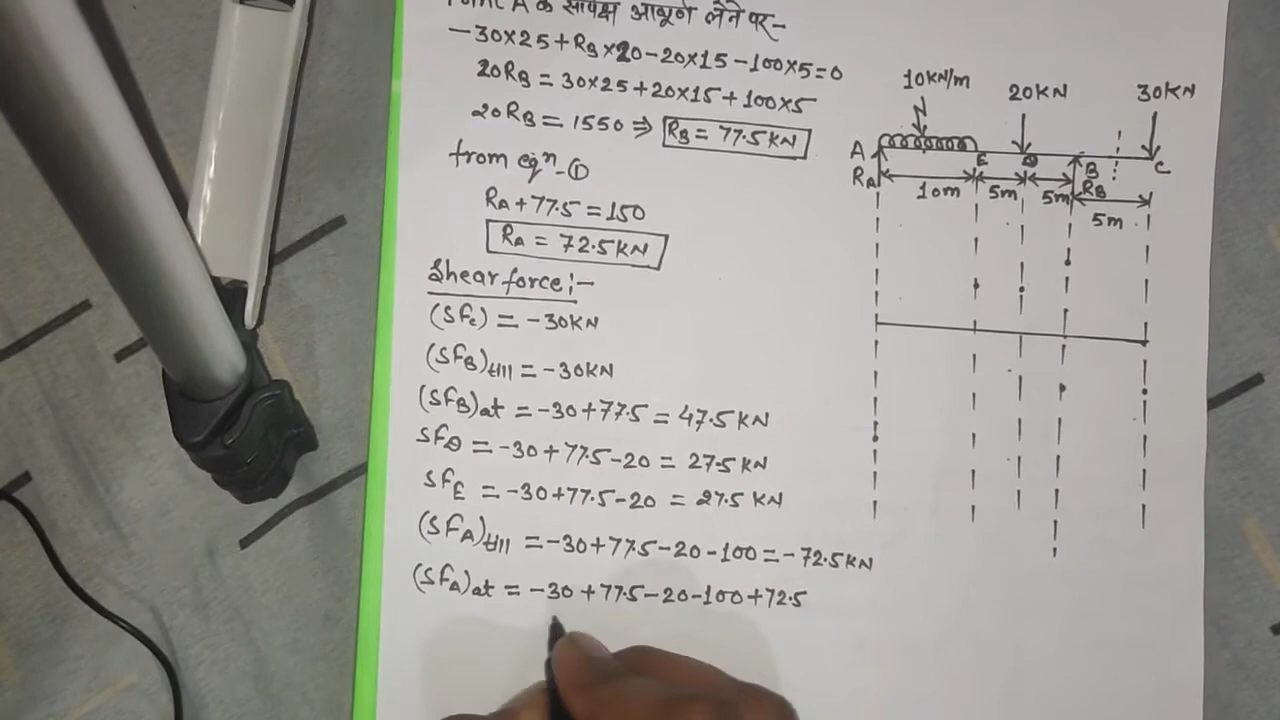 Point A के सापेक्ष आघूर्ण लेने पर-
-30×25+RB×20-20×15-100×5=0
20RB = 30×25+20×15+100×5
20RB = 1550 ⇒ RB = 77.5KN
from eqⁿ-①
RA+77.5=150
RA = 72.5KN
Shear force:-
(SFc) = -30KN
(SFB)till = -30KN
(SFB)at = -30+77.5 = 47.5KN
SFD = -30+77.5-20 = 27.5KN
SFE = -30+77.5-20 = 27.5 KN
(SFA)till = -30+77.5-20-100 = -72.5KN
(SFA)at = -30+77.5-20-100+72.5
10KN/m 20KN 30KN
A E D B C
RA 10m 5m 5m RB
5m